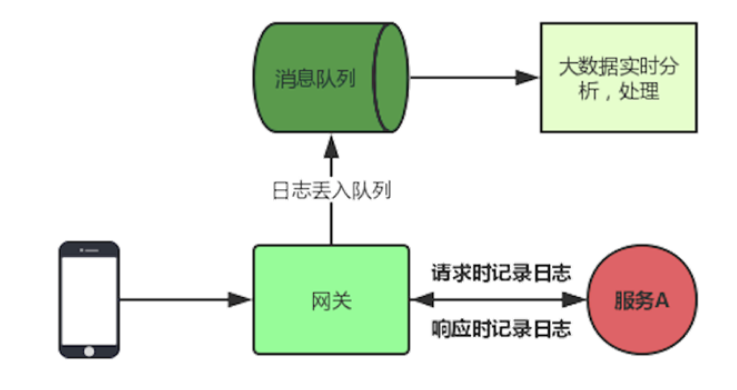 消息队列
大数据实时分
析，处理
日志丢入队列
请求时记录日志
网关
服务A
响应时记录日志